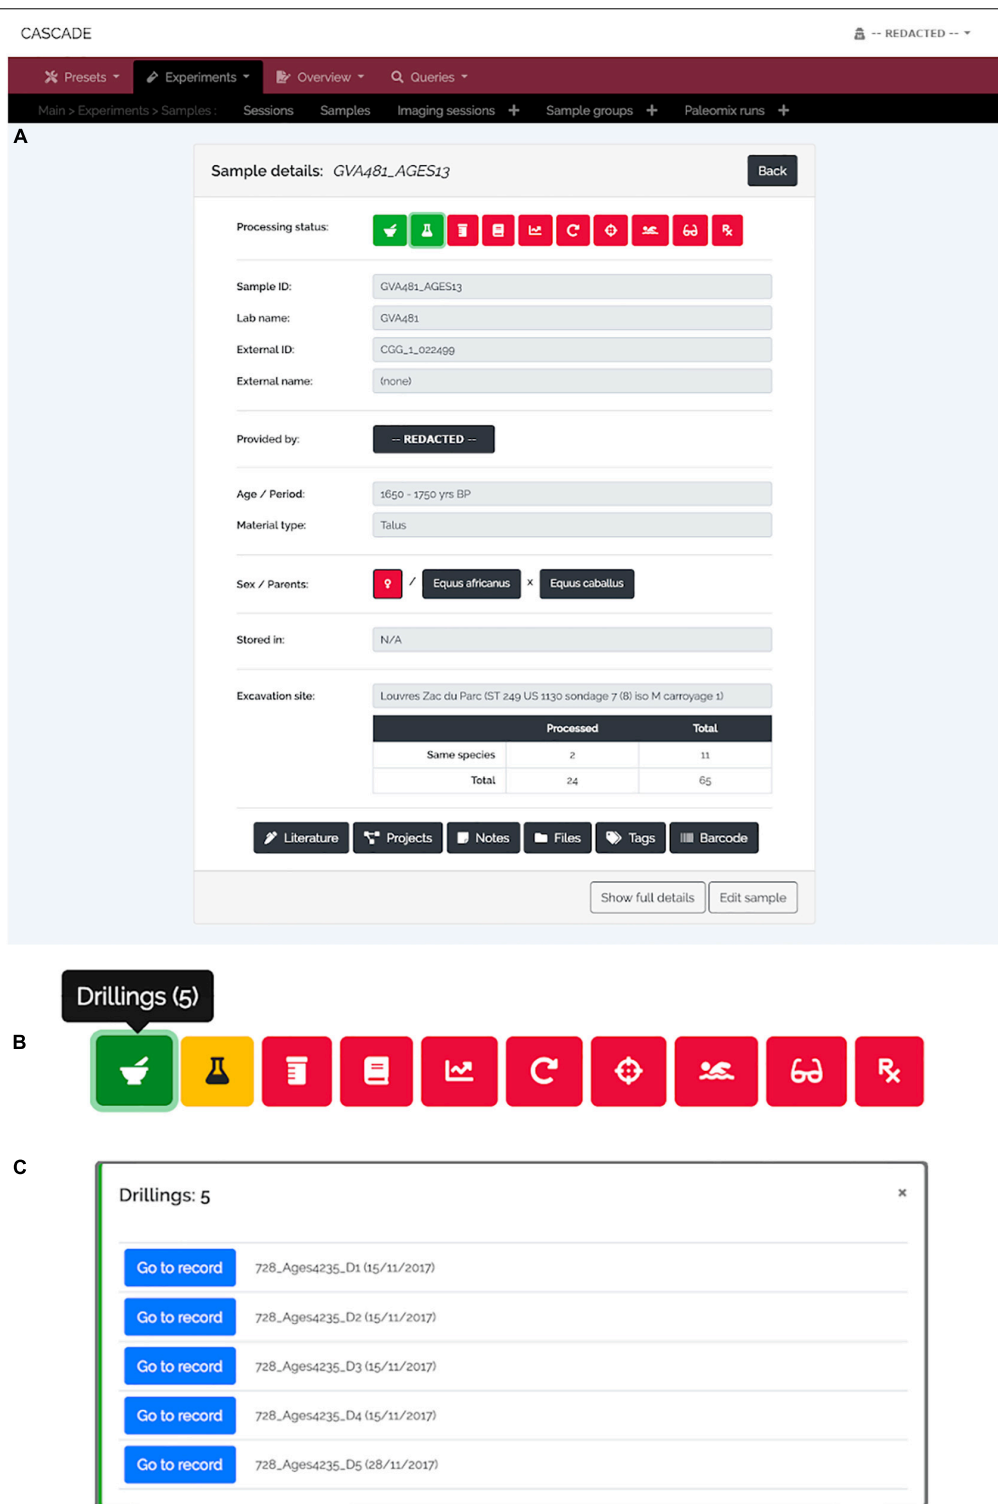 CASCADE
-- REDACTED --
Presets Experiments Overview Queries
Main > Experiments > Samples : Sessions Samples Imaging sessions + Sample groups + Paleomix runs +
A
Sample details: GVA481_AGES13 Back
Processing status:
Sample ID: GVA481_AGES13
Lab name: GVA481
External ID: CGG_1_022499
External name: (none)
Provided by: -- REDACTED --
Age / Period: 1650 - 1750 yrs BP
Material type: Talus
Sex / Parents: ♀ / Equus africanus x Equus caballus
Stored in: N/A
Excavation site: Louvres Zac du Parc (ST 249 US 1130 sondage 7 (8) iso M carroyage 1)
Processed Total
Same species 2 11
Total 24 65
Literature Projects Notes Files Tags Barcode
Show full details Edit sample
Drillings (5)
B
C
Drillings: 5 ×
Go to record 728_Ages4235_D1 (15/11/2017)
Go to record 728_Ages4235_D2 (15/11/2017)
Go to record 728_Ages4235_D3 (15/11/2017)
Go to record 728_Ages4235_D4 (15/11/2017)
Go to record 728_Ages4235_D5 (28/11/2017)